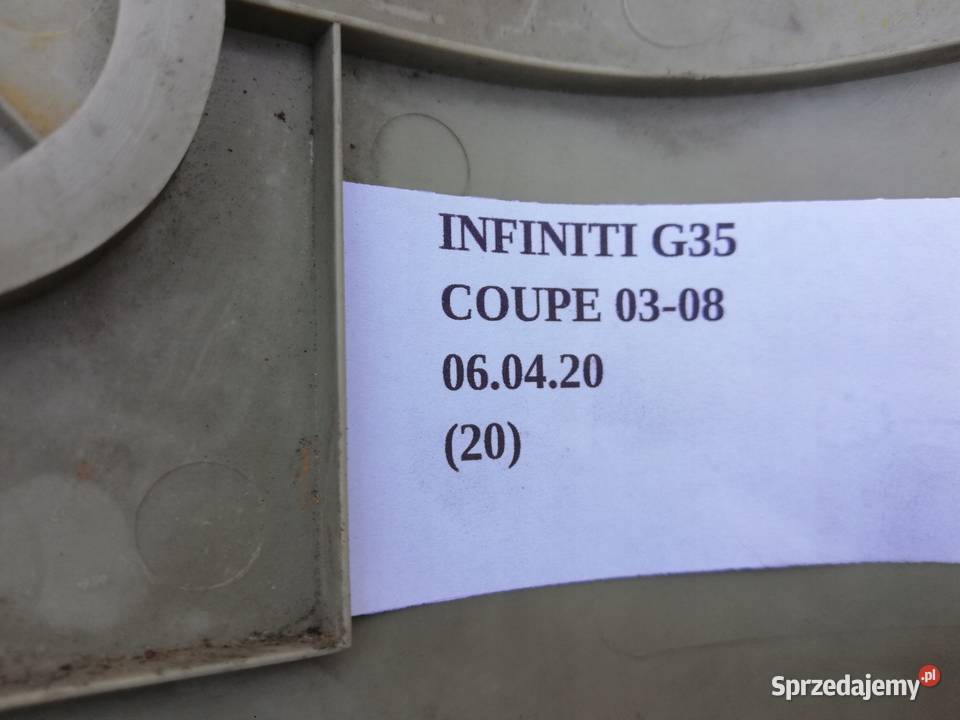 INFINITI G35
COUPE 03-08
06.04.20
(20)
Sprzedajemy.pl